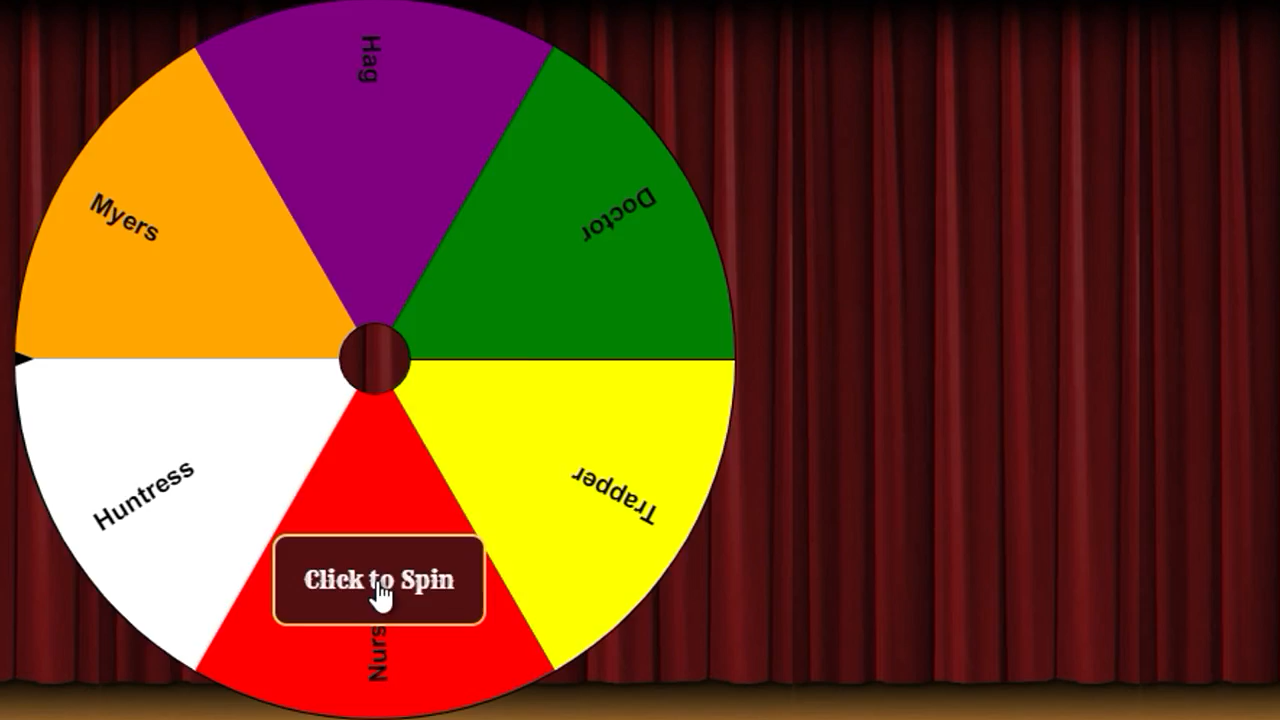 Hag
Myers
Doctor
Huntress
Trapper
Click to Spin
Nurs